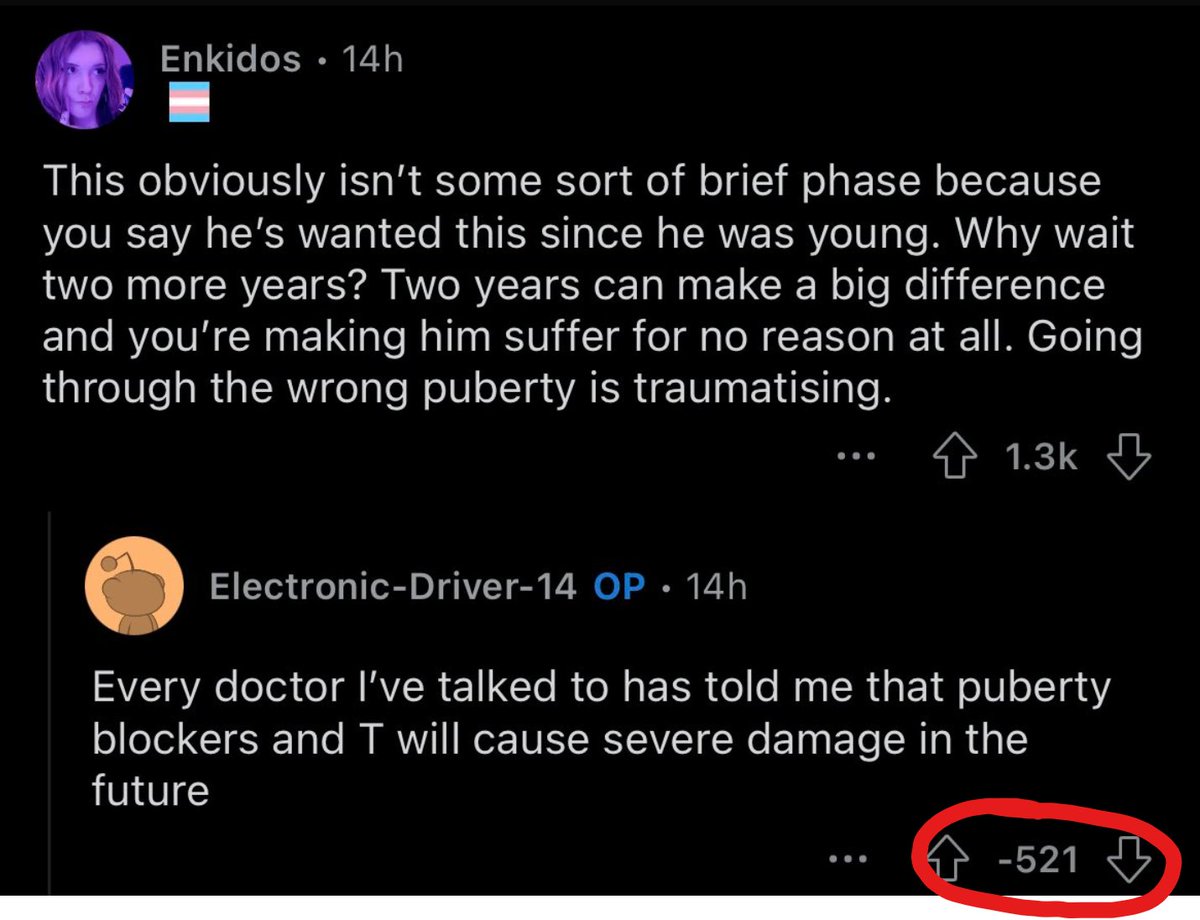 Enkidos • 14h
This obviously isn’t some sort of brief phase because
you say he’s wanted this since he was young. Why wait
two more years? Two years can make a big difference
and you’re making him suffer for no reason at all. Going
through the wrong puberty is traumatising.
... 1.3k
Electronic-Driver-14 OP • 14h
Every doctor I’ve talked to has told me that puberty
blockers and T will cause severe damage in the
future
... -521